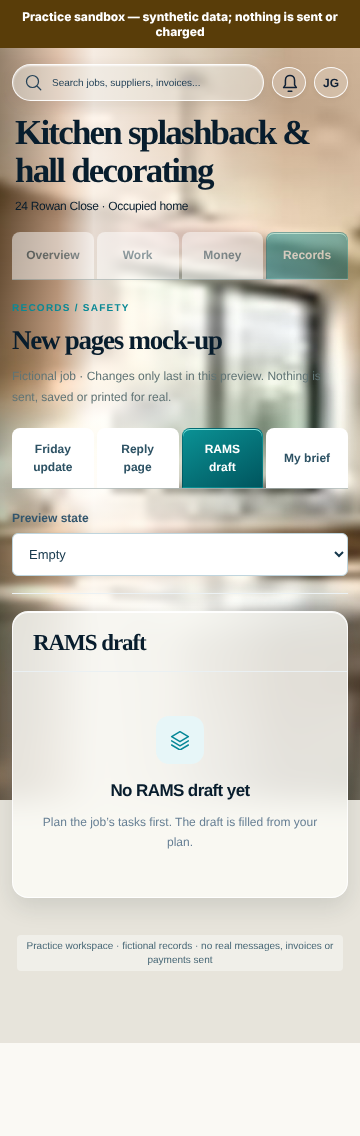 Practice sandbox — synthetic data; nothing is sent or
charged
Search jobs, suppliers, invoices...
JG
Kitchen splashback &
hall decorating
24 Rowan Close · Occupied home
Overview
Work
Money
Records
RECORDS / SAFETY
New pages mock-up
Fictional job · Changes only last in this preview. Nothing is
sent, saved or printed for real.
Friday
update
Reply
page
RAMS
draft
My brief
Preview state
Empty
RAMS draft
No RAMS draft yet
Plan the job's tasks first. The draft is filled from your
plan.
Practice workspace · fictional records · no real messages, invoices or
payments sent